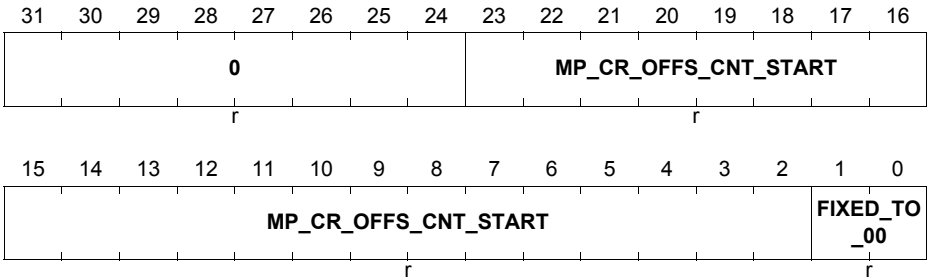 31 30 29 28 27 26 25 24 23 22 21 20 19 18 17 16
0 MP_CR_OFFS_CNT_START
r r
15 14 13 12 11 10 9 8 7 6 5 4 3 2 1 0
MP_CR_OFFS_CNT_START FIXED_TO
_00
r r